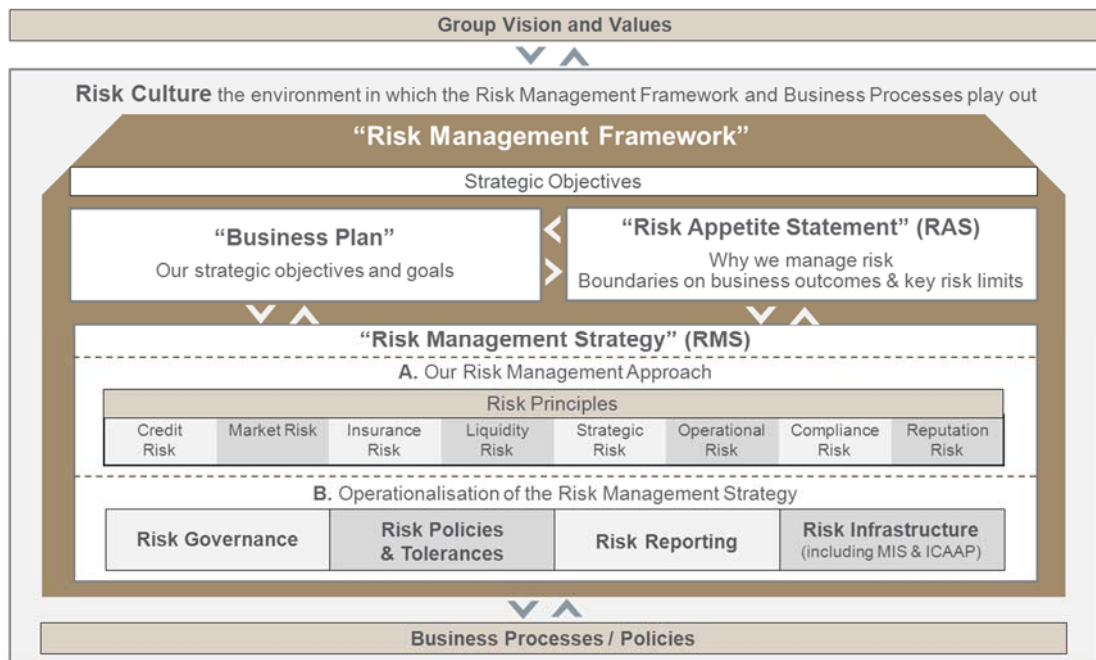 Group Vision and Values
Risk Culture the environment in which the Risk Management Framework and Business Processes play out
“Risk Management Framework”
Strategic Objectives
“Business Plan”
Our strategic objectives and goals
“Risk Appetite Statement” (RAS)
Why we manage risk
Boundaries on business outcomes & key risk limits
“Risk Management Strategy” (RMS)
A. Our Risk Management Approach
Risk Principles
Credit
Risk
Market Risk
Insurance
Risk
Liquidity
Risk
Strategic
Risk
Operational
Risk
Compliance
Risk
Reputation
Risk
B. Operationalisation of the Risk Management Strategy
Risk Governance
Risk Policies
& Tolerances
Risk Reporting
Risk Infrastructure
(including MIS & ICAAP)
Business Processes / Policies